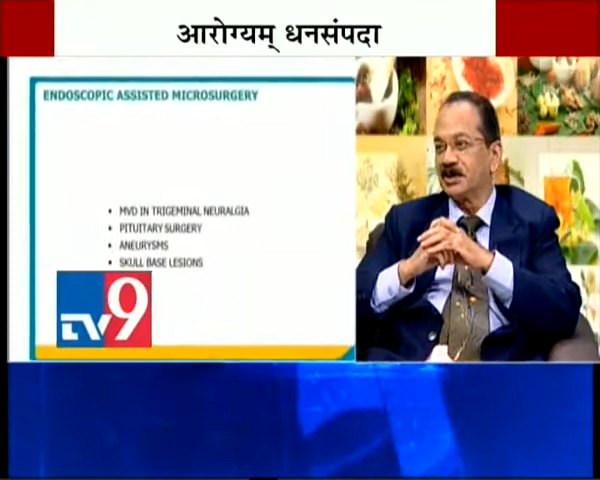 आरोग्यम् धनसंपदा
ENDOSCOPIC ASSISTED MICROSURGERY
• MVD IN TRIGEMINAL NEURALGIA
• PITUITARY SURGERY
• ANEURYSMS
• SKULL BASE LESIONS
TV9